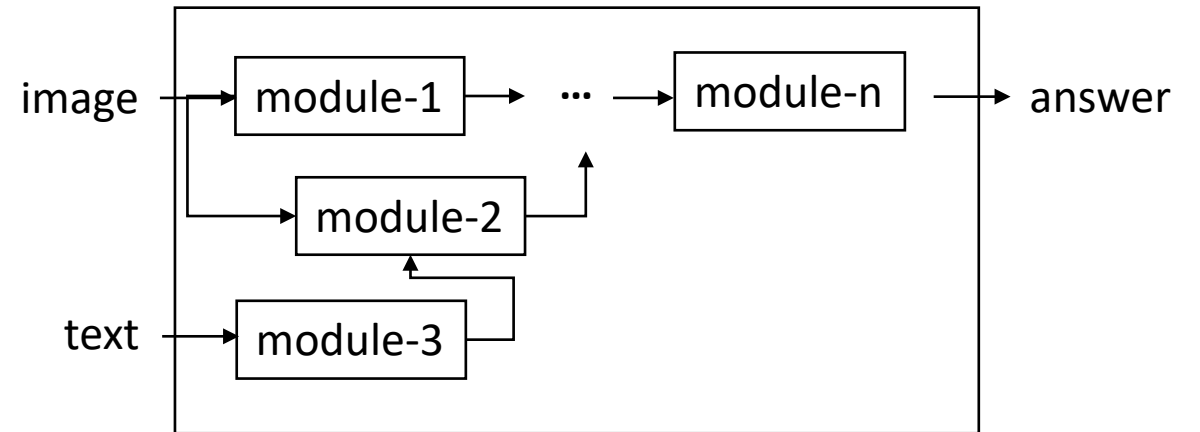 image
module-1
...
module-n
answer
module-2
text
module-3